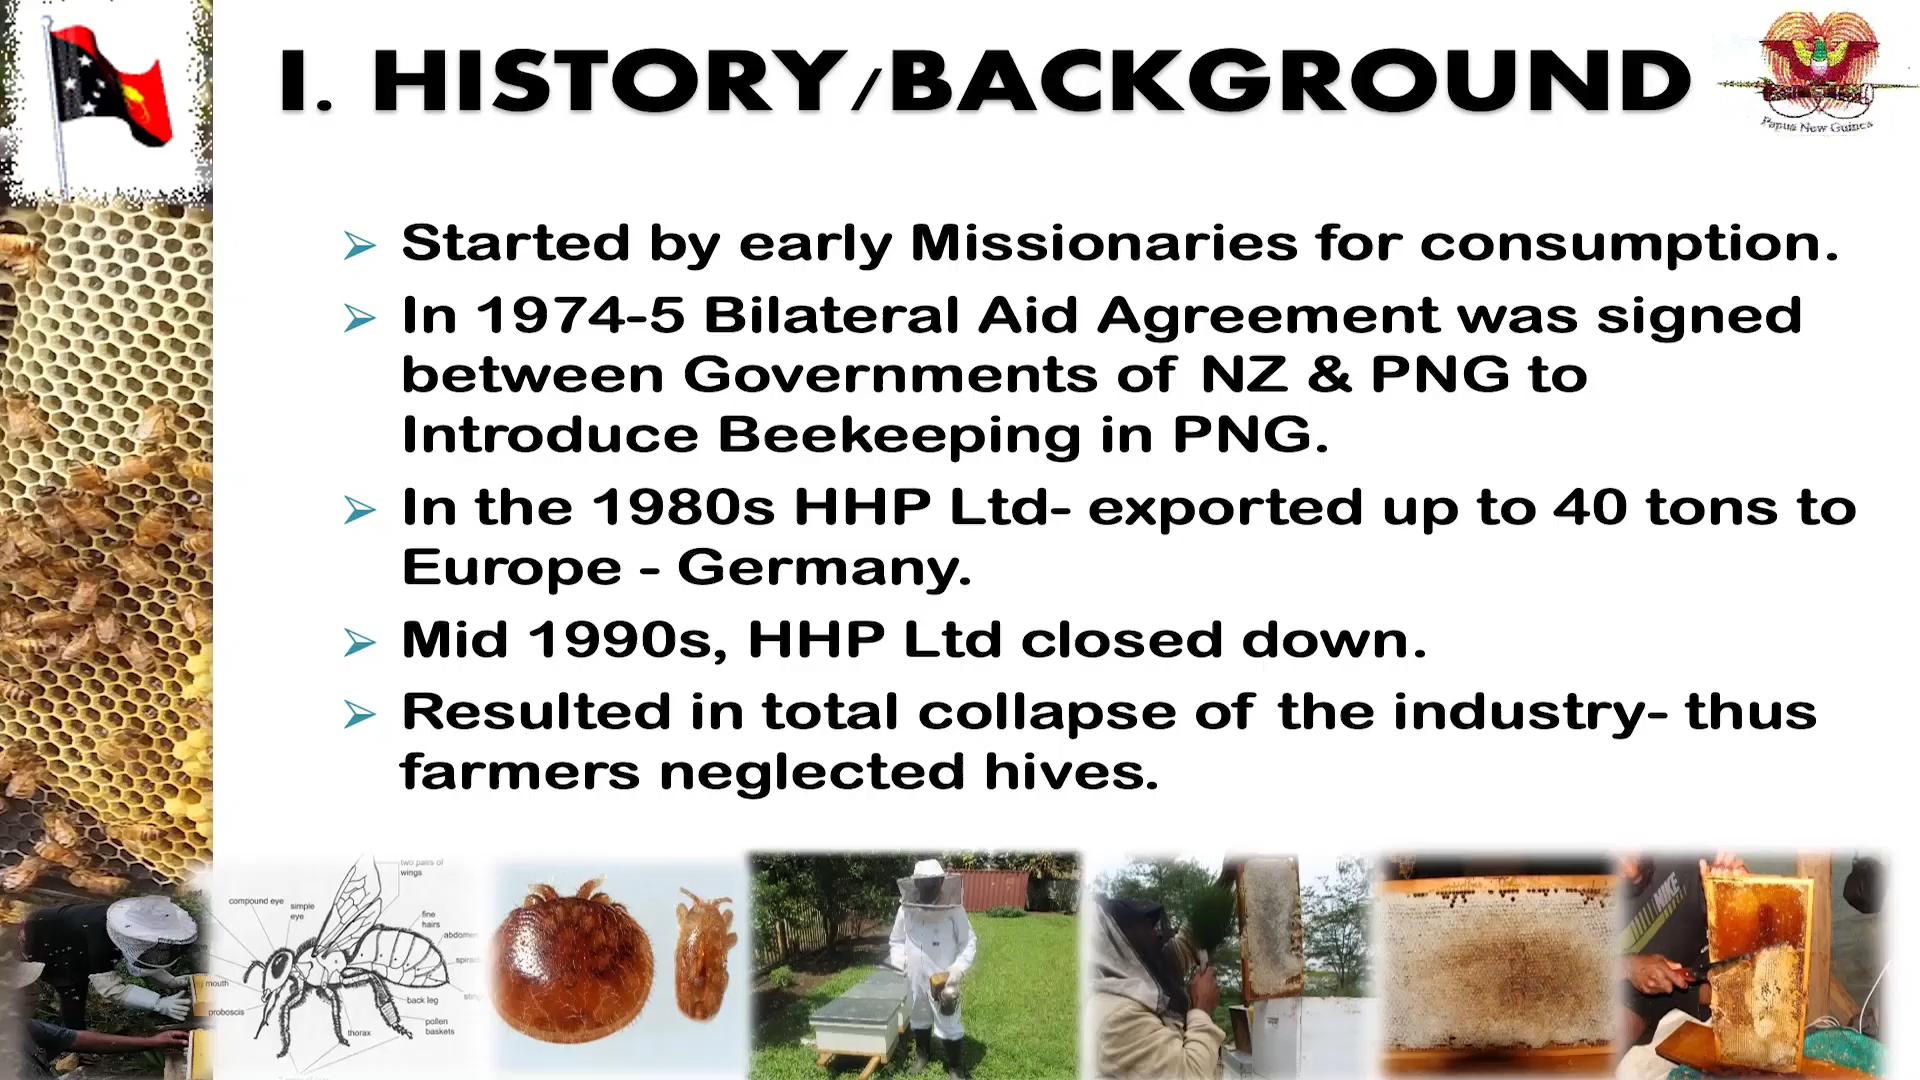 I. HISTORY/BACKGROUND
Papua New Guinea
➢ Started by early Missionaries for consumption.
➢ In 1974-5 Bilateral Aid Agreement was signed
between Governments of NZ & PNG to
Introduce Beekeeping in PNG.
➢ In the 1980s HHP Ltd- exported up to 40 tons to
Europe - Germany.
➢ Mid 1990s, HHP Ltd closed down.
➢ Resulted in total collapse of the industry- thus
farmers neglected hives.
two pairs of
wings
compound eye
simple
eye
fine
hairs
abdomen
mouth
back leg
proboscis
pollen
baskets
thorax
NIKE